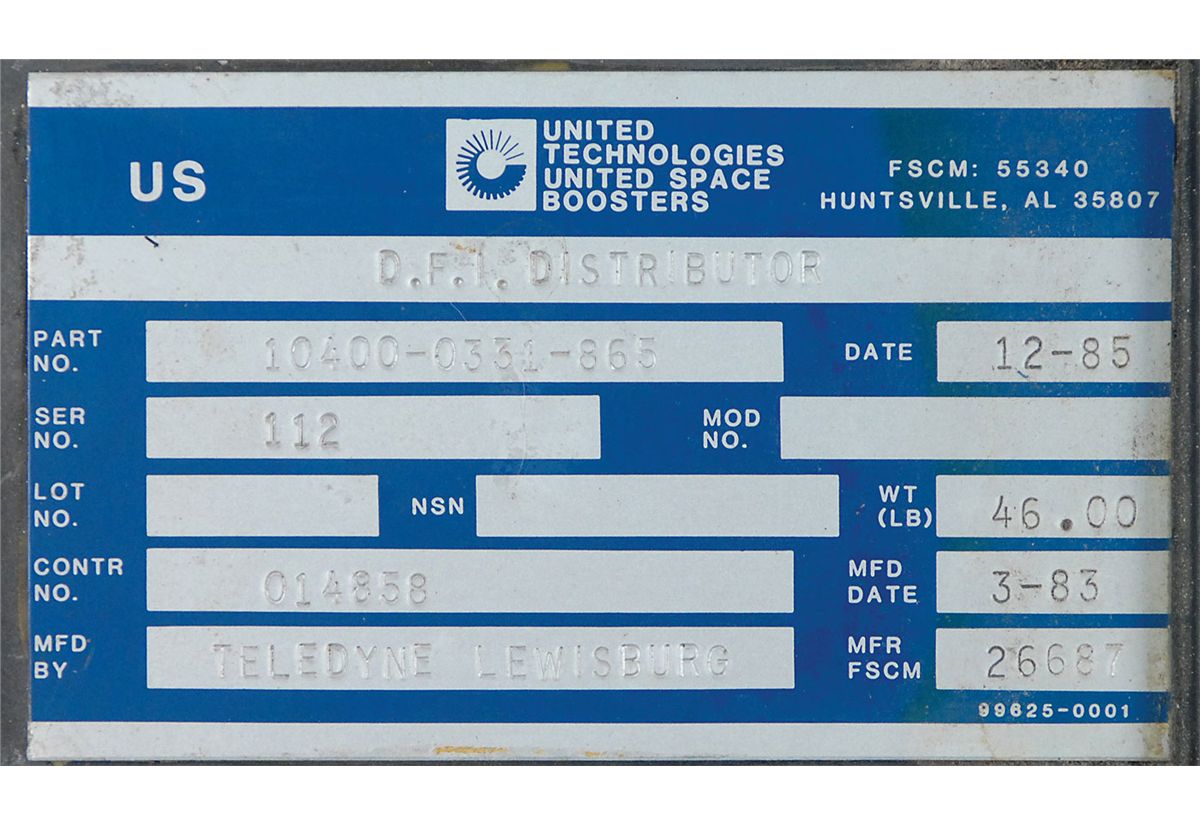 US
UNITED
TECHNOLOGIES
UNITED SPACE
BOOSTERS
FSCM: 55340
HUNTSVILLE, AL 35807
D.F.I. DISTRIBUTOR
PART NO. 10400-0331-865 DATE 12-85
SER NO. 112 MOD NO.
LOT NO. NSN WT (LB) 46.00
CONTR NO. 014858 MFD DATE 3-83
MFD BY TELEDYNE LEWISBURG MFR FSCM 26687
99625-0001